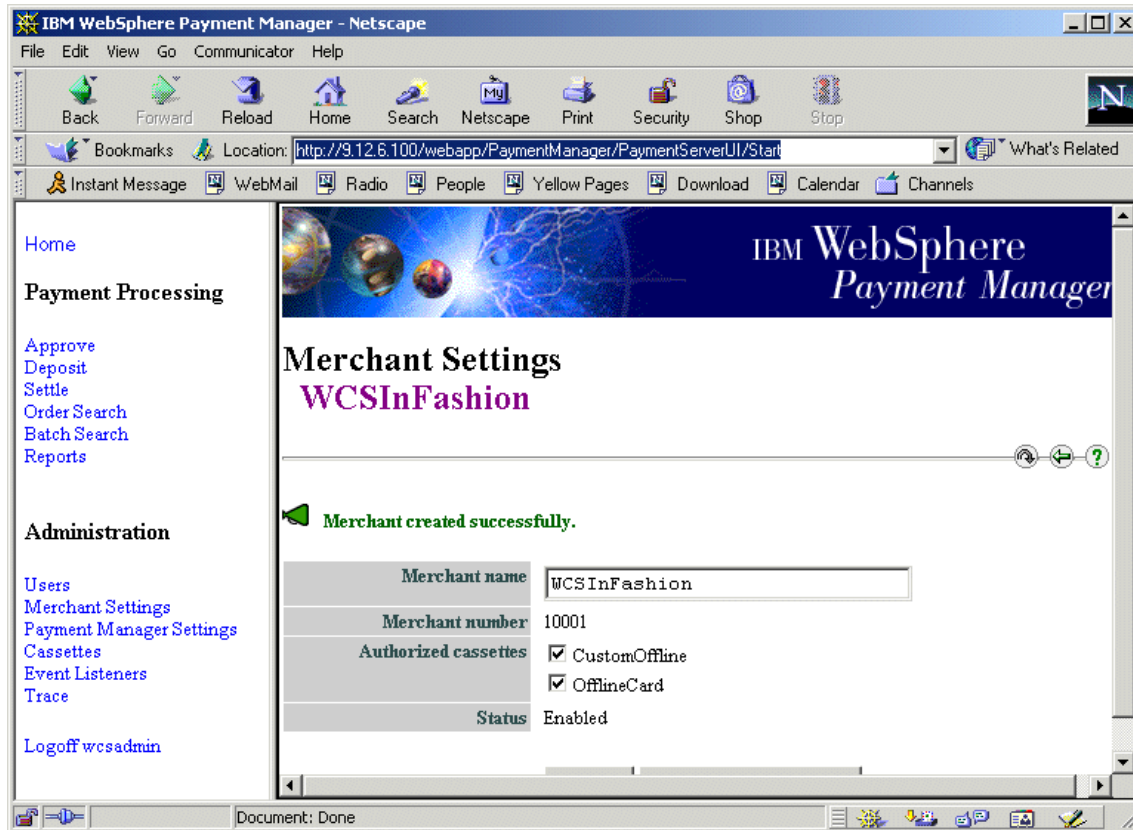 IBM WebSphere Payment Manager - Netscape
File Edit View Go Communicator Help
My
Back Forward Reload Home Search Netscape Print Security Shop Stop
N
Bookmarks Location: http://9.12.6.100/webapp/PaymentManager/PaymentServerUI/Start What's Related
Instant Message WebMail Radio People Yellow Pages Download Calendar Channels
Home
Payment Processing
Approve
Deposit
Settle
Order Search
Batch Search
Reports
Administration
Users
Merchant Settings
Payment Manager Settings
Cassettes
Event Listeners
Trace
Logoff wcsadmin
IBM WebSphere
Payment Manager
Merchant Settings
WCSInFashion
?
Merchant created successfully.
Merchant name WCSInFashion
Merchant number 10001
Authorized cassettes CustomOffline
OfflineCard
Status Enabled
Document: Done